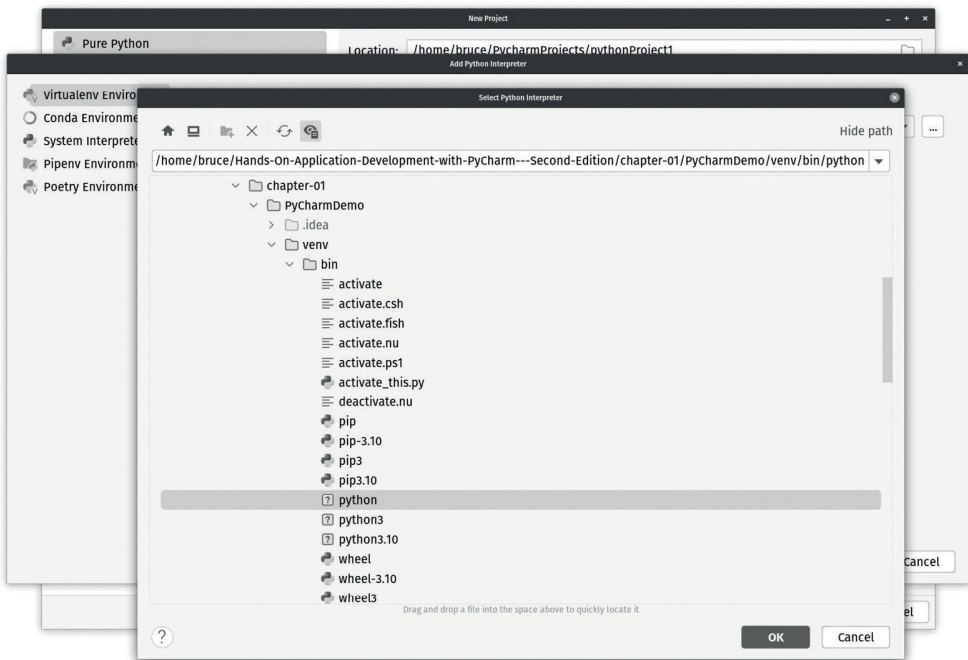 New Project
Pure Python
Location: /home/bruce/PycharmProjects/pythonProject1
Add Python Interpreter
Virtualenv Enviro
Conda Environme
System Interprete
Pipenv Environme
Poetry Environme
...
Select Python Interpreter
Hide path
/home/bruce/Hands-On-Application-Development-with-PyCharm---Second-Edition/chapter-01/PyCharmDemo/venv/bin/python
chapter-01
PyCharmDemo
.idea
venv
bin
activate
activate.csh
activate.fish
activate.nu
activate.ps1
activate_this.py
deactivate.nu
pip
pip-3.10
pip3
pip3.10
python
python3
python3.10
wheel
wheel-3.10
wheel3
Drag and drop a file into the space above to quickly locate it
?
OK
Cancel
Cancel
el